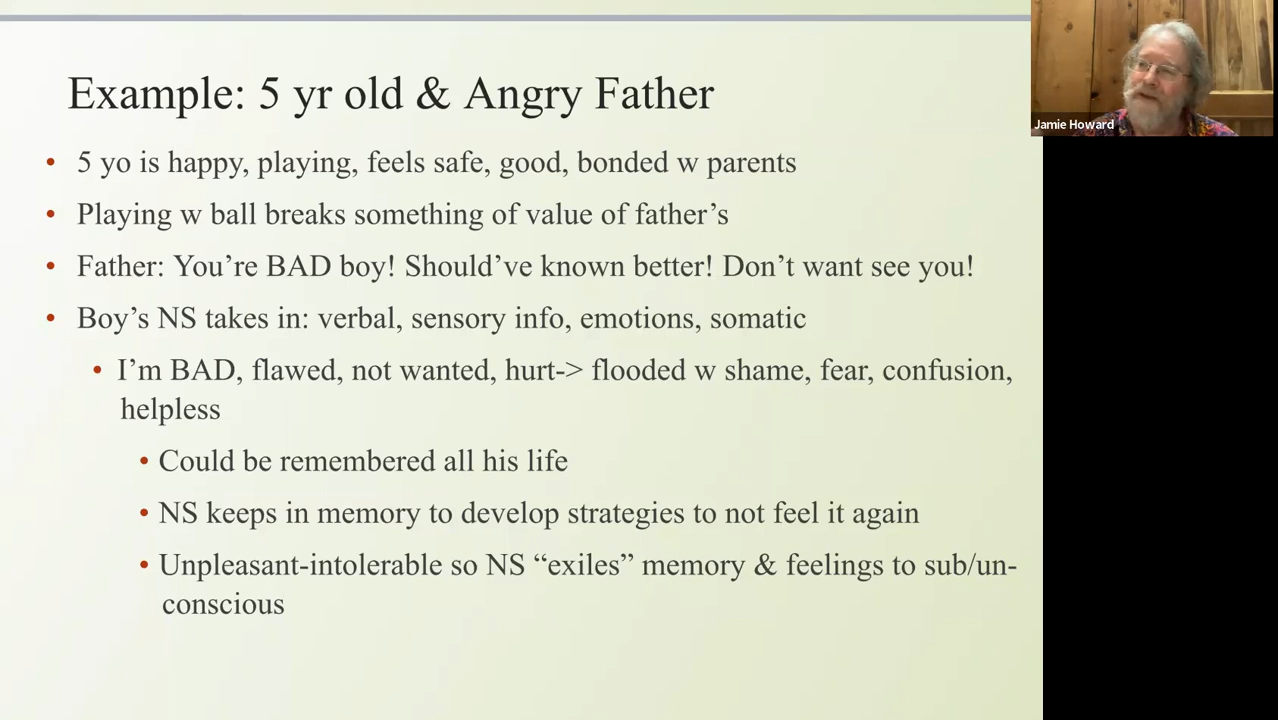 Example: 5 yr old & Angry Father
Jamie Howard
• 5 yo is happy, playing, feels safe, good, bonded w parents
• Playing w ball breaks something of value of father’s
• Father: You’re BAD boy! Should’ve known better! Don’t want see you!
• Boy’s NS takes in: verbal, sensory info, emotions, somatic
• I’m BAD, flawed, not wanted, hurt-> flooded w shame, fear, confusion,
helpless
• Could be remembered all his life
• NS keeps in memory to develop strategies to not feel it again
• Unpleasant-intolerable so NS “exiles” memory & feelings to sub/un-
conscious